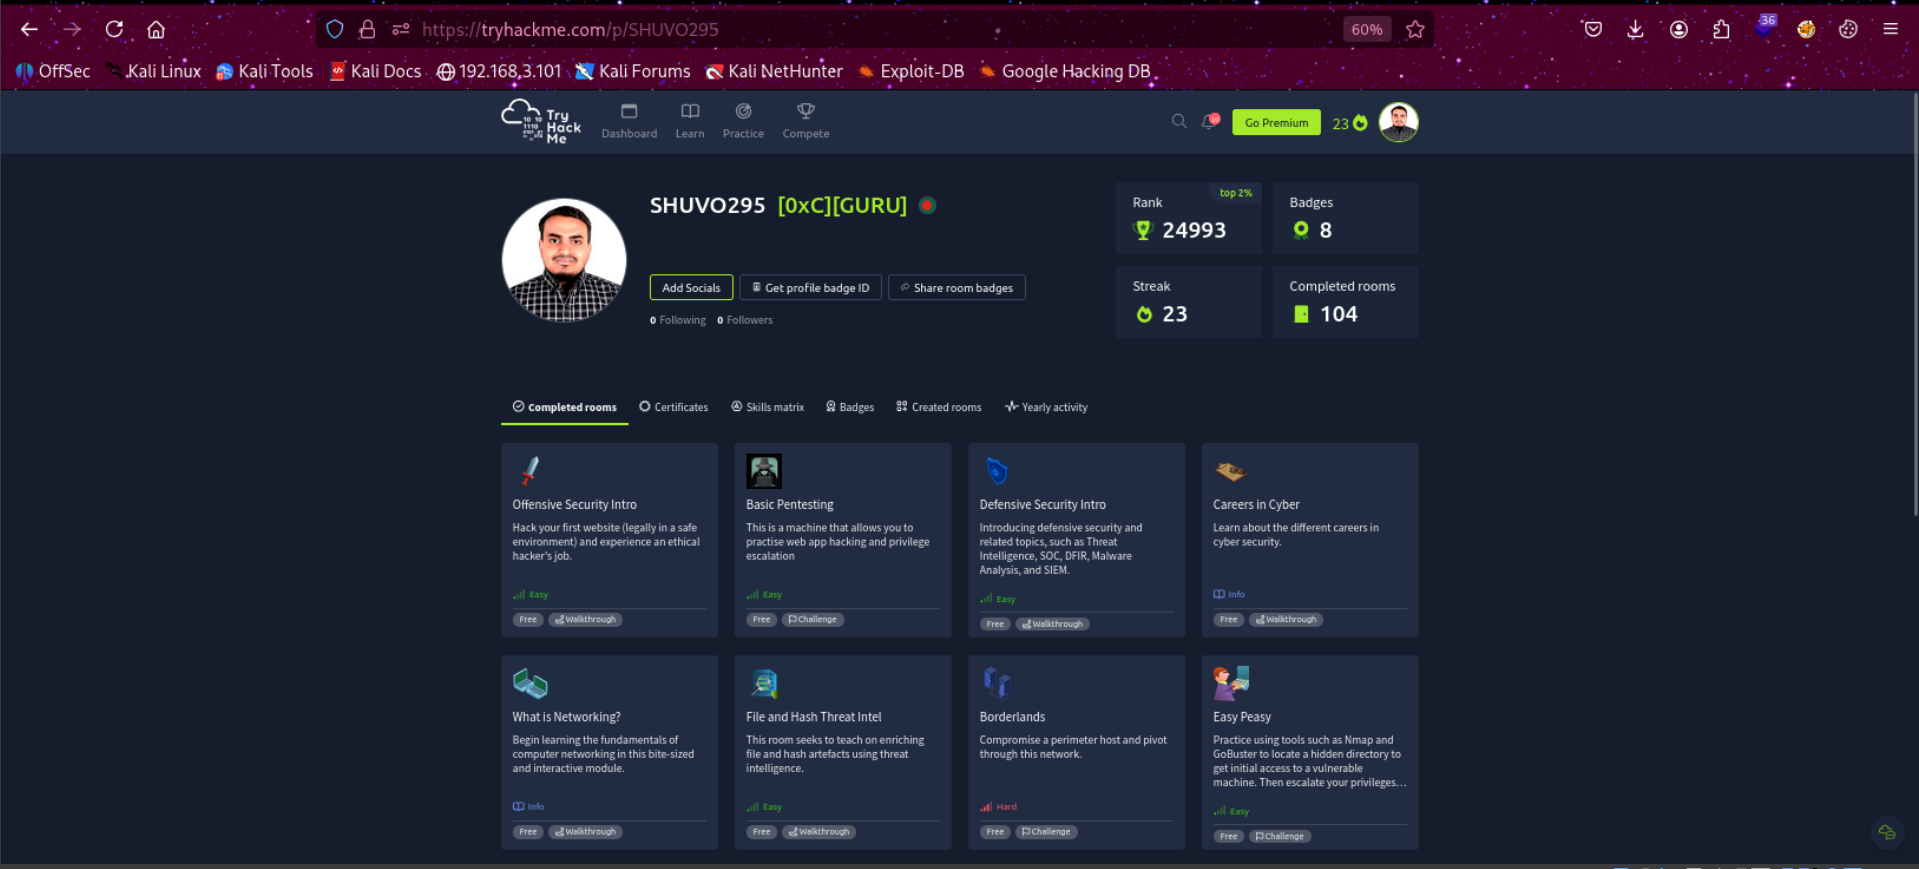 https://tryhackme.com/p/SHUVO295
60%
36
OffSec
Kali Linux
Kali Tools
Kali Docs
192.168.3.101
Kali Forums
Kali NetHunter
Exploit-DB
Google Hacking DB
Try
Hack
Me
Dashboard
Learn
Practice
Compete
Go Premium
23
SHUVO295 [0xC][GURU]
Add Socials
Get profile badge ID
Share room badges
0 Following 0 Followers
Rank
top 2%
24993
Badges
8
Streak
23
Completed rooms
104
Completed rooms
Certificates
Skills matrix
Badges
Created rooms
Yearly activity
Offensive Security Intro
Hack your first website (legally in a safe
environment) and experience an ethical
hacker's job.
Easy
Free Walkthrough
Basic Pentesting
This is a machine that allows you to
practise web app hacking and privilege
escalation
Easy
Free Challenge
Defensive Security Intro
Introducing defensive security and
related topics, such as Threat
Intelligence, SOC, DFIR, Malware
Analysis, and SIEM.
Easy
Free Walkthrough
Careers in Cyber
Learn about the different careers in
cyber security.
Info
Free Walkthrough
What is Networking?
Begin learning the fundamentals of
computer networking in this bite-sized
and interactive module.
Info
Free Walkthrough
File and Hash Threat Intel
This room seeks to teach on enriching
file and hash artefacts using threat
intelligence.
Easy
Free Walkthrough
Borderlands
Compromise a perimeter host and pivot
through this network.
Hard
Free Challenge
Easy Peasy
Practice using tools such as Nmap and
GoBuster to locate a hidden directory to
get initial access to a vulnerable
machine. Then escalate your privileges...
Easy
Free Challenge